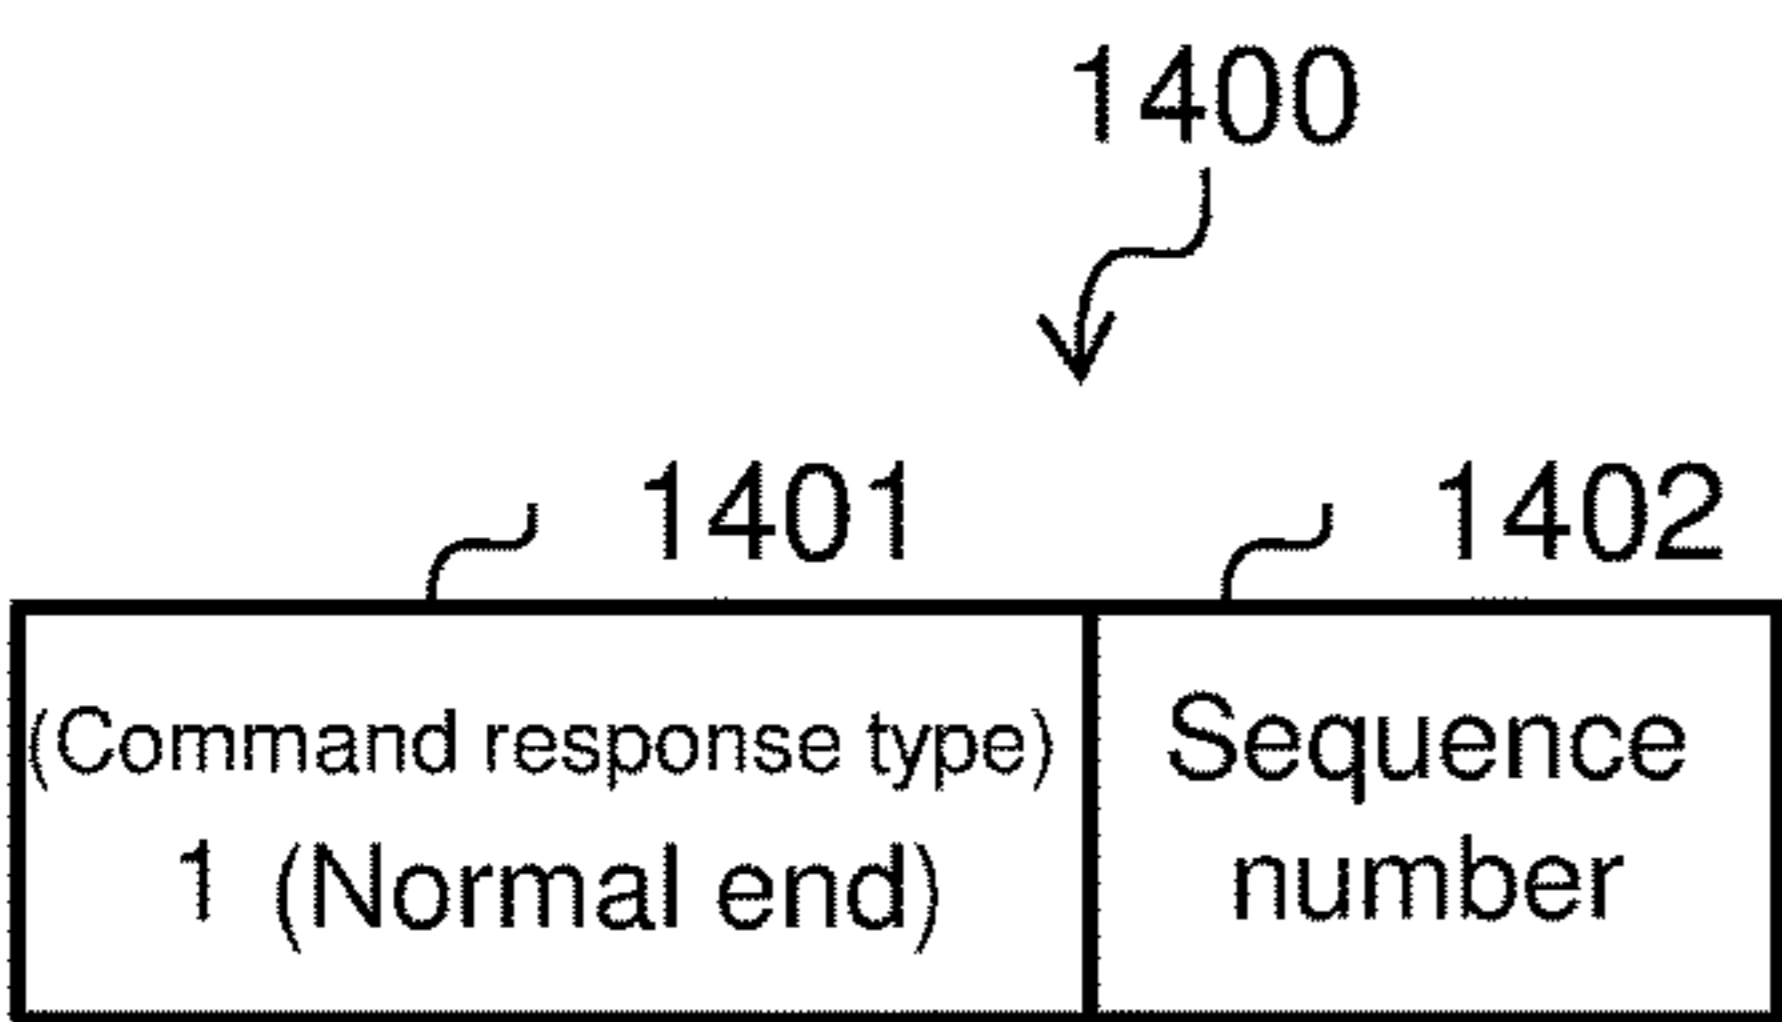 1400
1401
1402
(Command response type)
1 (Normal end)
Sequence
number